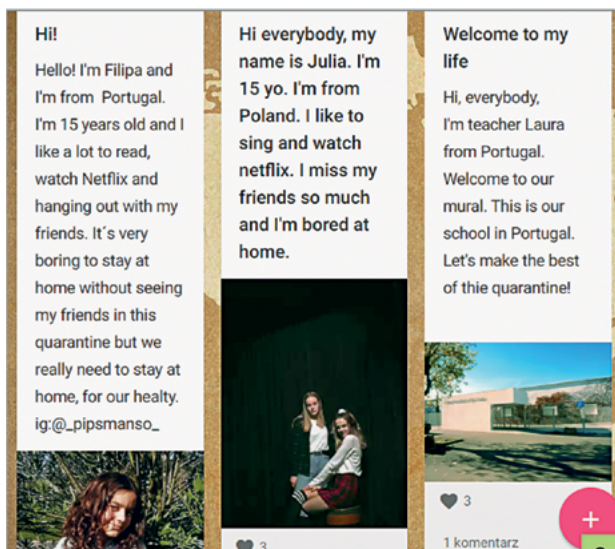 Hi!
Hello! I'm Filipa and
I'm from Portugal.
I'm 15 years old and I
like a lot to read,
watch Netflix and
hanging out with my
friends. It´s very
boring to stay at
home without seeing
my friends in this
quarantine but we
really need to stay at
home, for our healty.
ig:@_pipsmanso_
Hi everybody, my
name is Julia. I'm
15 yo. I'm from
Poland. I like to
sing and watch
netflix. I miss my
friends so much
and I'm bored at
home.
3
Welcome to my
life
Hi, everybody,
I'm teacher Laura
from Portugal.
Welcome to our
mural. This is our
school in Portugal.
Let's make the best
of thie quarantine!
3
1 komentarz
+